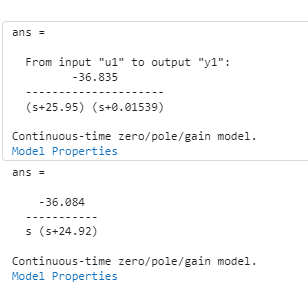 ans =
From input "u1" to output "y1":
-36.835
---------------------
(s+25.95) (s+0.01539)
Continuous-time zero/pole/gain model.
Model Properties
ans =
-36.084
-----------
s (s+24.92)
Continuous-time zero/pole/gain model.
Model Properties